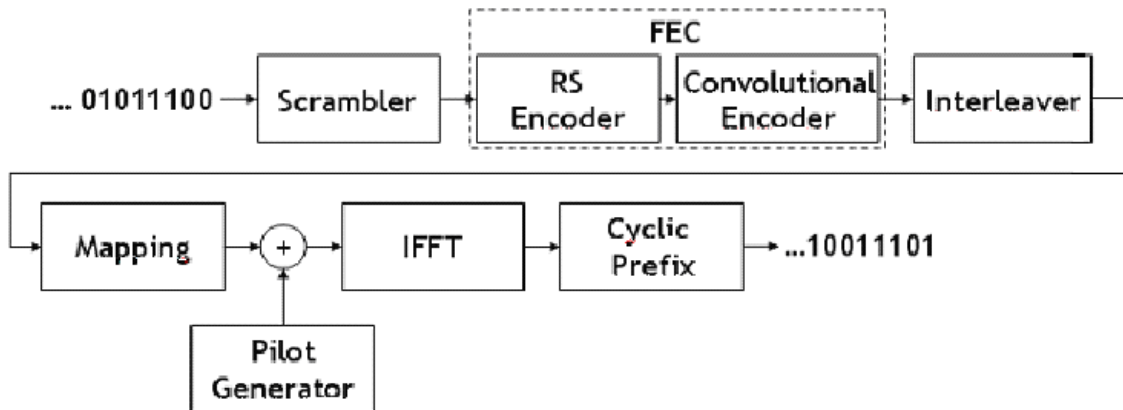 FEC
... 01011100
Scrambler
RS
Encoder
Convolutional
Encoder
Interleaver
Mapping
+
IFFT
Cyclic
Prefix
...10011101
Pilot
Generator